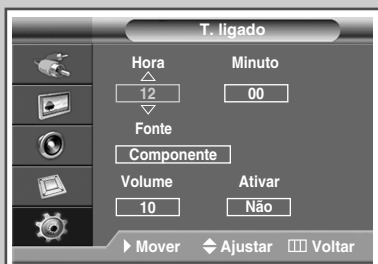 T. ligado
Hora Minuto
12 00
Fonte
Componente
Volume Ativar
10 Não
Mover Ajustar Voltar